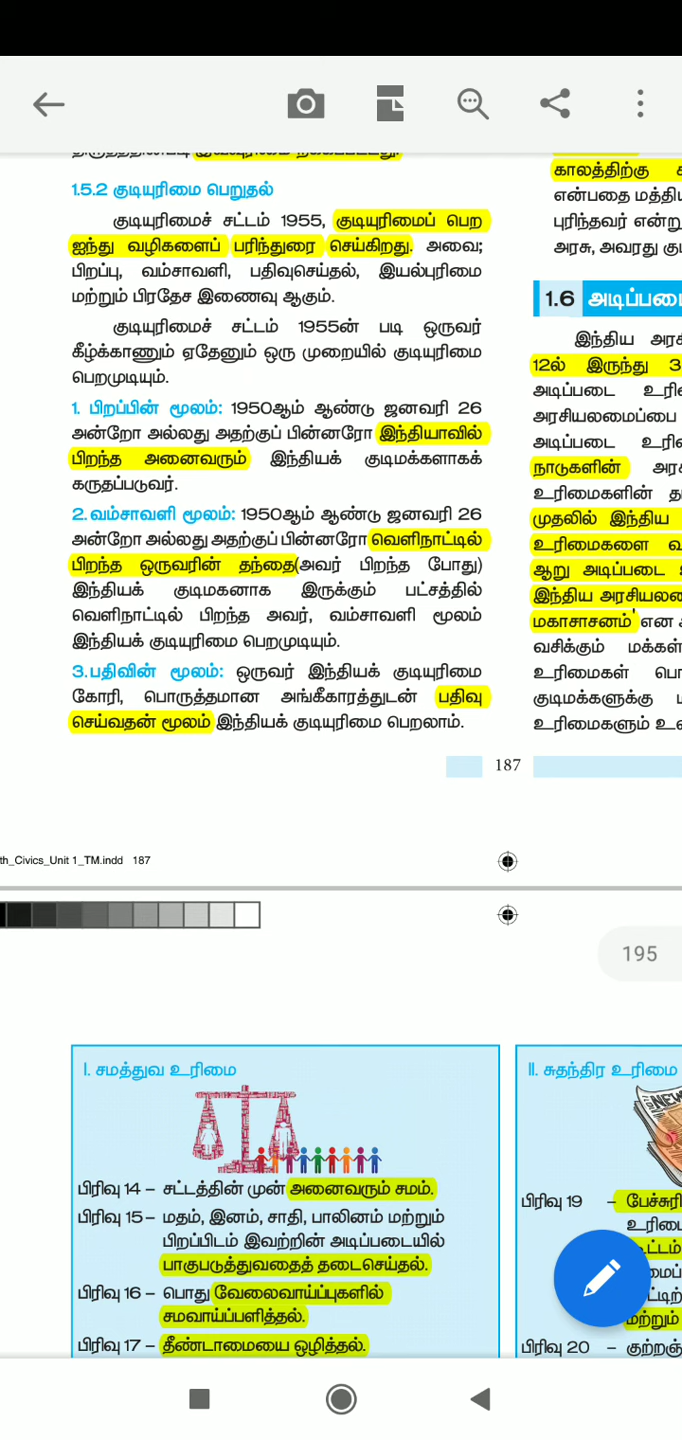 1.5.2 குடியுரிமை பெறுதல்
குடியுரிமைச் சட்டம் 1955, குடியுரிமைப் பெற
ஐந்து வழிகளைப் பரிந்துரை செய்கிறது. அவை;
பிறப்பு, வம்சாவளி, பதிவுசெய்தல், இயல்புரிமை
மற்றும் பிரதேச இணைவு ஆகும்.
குடியுரிமைச் சட்டம் 1955ன் படி ஒருவர்
கீழ்க்காணும் ஏதேனும் ஒரு முறையில் குடியுரிமை
பெறமுடியும்.
1. பிறப்பின் மூலம்: 1950ஆம் ஆண்டு ஜனவரி 26
அன்றோ அல்லது அதற்குப் பின்னரோ இந்தியாவில்
பிறந்த அனைவரும் இந்தியக் குடிமக்களாகக்
கருதப்படுவர்.
2.வம்சாவளி மூலம்: 1950ஆம் ஆண்டு ஜனவரி 26
அன்றோ அல்லது அதற்குப் பின்னரோ வெளிநாட்டில்
பிறந்த ஒருவரின் தந்தை(அவர் பிறந்த போது)
இந்தியக் குடிமகனாக இருக்கும் பட்சத்தில்
வெளிநாட்டில் பிறந்த அவர், வம்சாவளி மூலம்
இந்தியக் குடியுரிமை பெறமுடியும்.
3.பதிவின் மூலம்: ஒருவர் இந்தியக் குடியுரிமை
கோரி, பொருத்தமான அங்கீகாரத்துடன் பதிவு
செய்வதன் மூலம் இந்தியக் குடியுரிமை பெறலாம்.
காலத்திற்கு
என்பதை
புரிந்தவர் என்று
அரசு, அவரது
1.6 அடிப்படை
இந்திய
12ல் இருந்து 3
அடிப்படை
அரசியலமைப்பை
அடிப்படை
நாடுகளின்
உரிமைகளின்
முதலில் இந்திய
உரிமைகளை
ஆறு அடிப்படை
இந்திய
மகாசாசனம்' என
வசிக்கும் மக்கள்
உரிமைகள்
குடிமக்களுக்கு
உரிமைகளும்
187
th_Civics_Unit 1_TM.indd 187
195
I. சமத்துவ உரிமை
பிரிவு 14 – சட்டத்தின் முன் அனைவரும் சமம்.
பிரிவு 15 – மதம், இனம், சாதி, பாலினம் மற்றும்
பிறப்பிடம் இவற்றின் அடிப்படையில்
பாகுபடுத்துவதைத் தடைசெய்தல்.
பிரிவு 16 – பொது வேலைவாய்ப்புகளில்
சமவாய்ப்பளித்தல்.
பிரிவு 17 – தீண்டாமையை ஒழித்தல்.
II. சுதந்திர உரிமை
NEW
பிரிவு 19 –
மற்றும்
பிரிவு 20 –